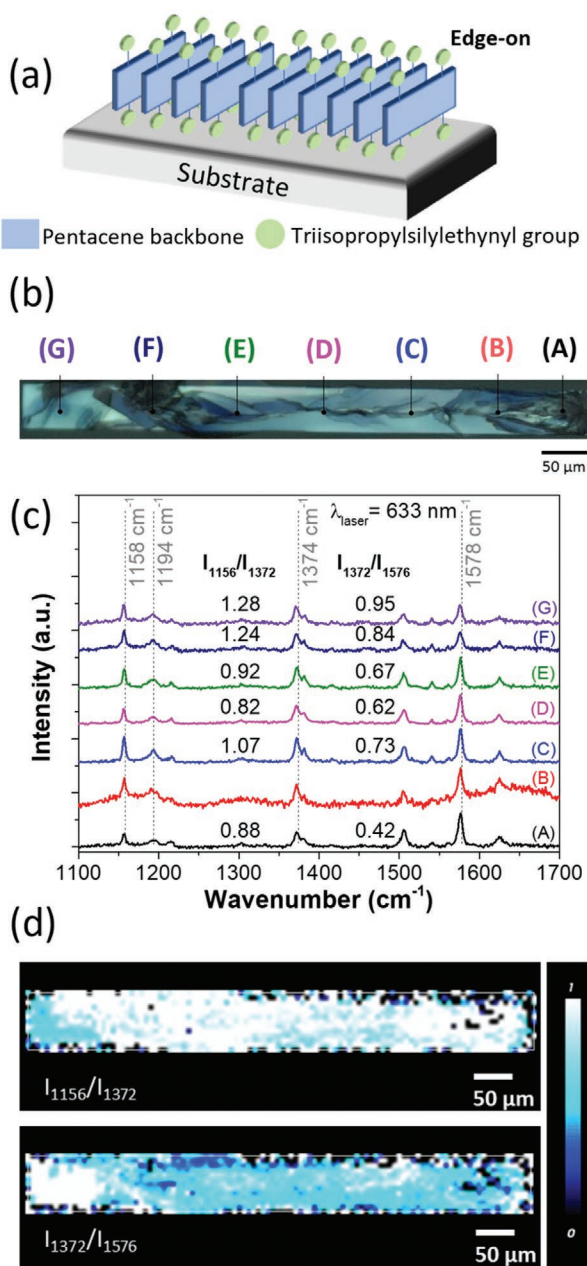 (a)
Edge-on
Substrate
Pentacene backbone Triisopropylsilylethynyl group
(b)
(G) (F) (E) (D) (C) (B) (A)
50 µm
(c)
λlaser= 633 nm
1158 cm-1
1194 cm-1
1374 cm-1
1578 cm-1
I1156/I1372 I1372/I1576
1.28 0.95 (G)
1.24 0.84 (F)
0.92 0.67 (E)
0.82 0.62 (D)
1.07 0.73 (C)
(B)
0.88 0.42 (A)
Intensity (a.u.)
1100 1200 1300 1400 1500 1600 1700
Wavenumber (cm-1)
(d)
I1156/I1372
50 µm
I1372/I1576
50 µm
1
0